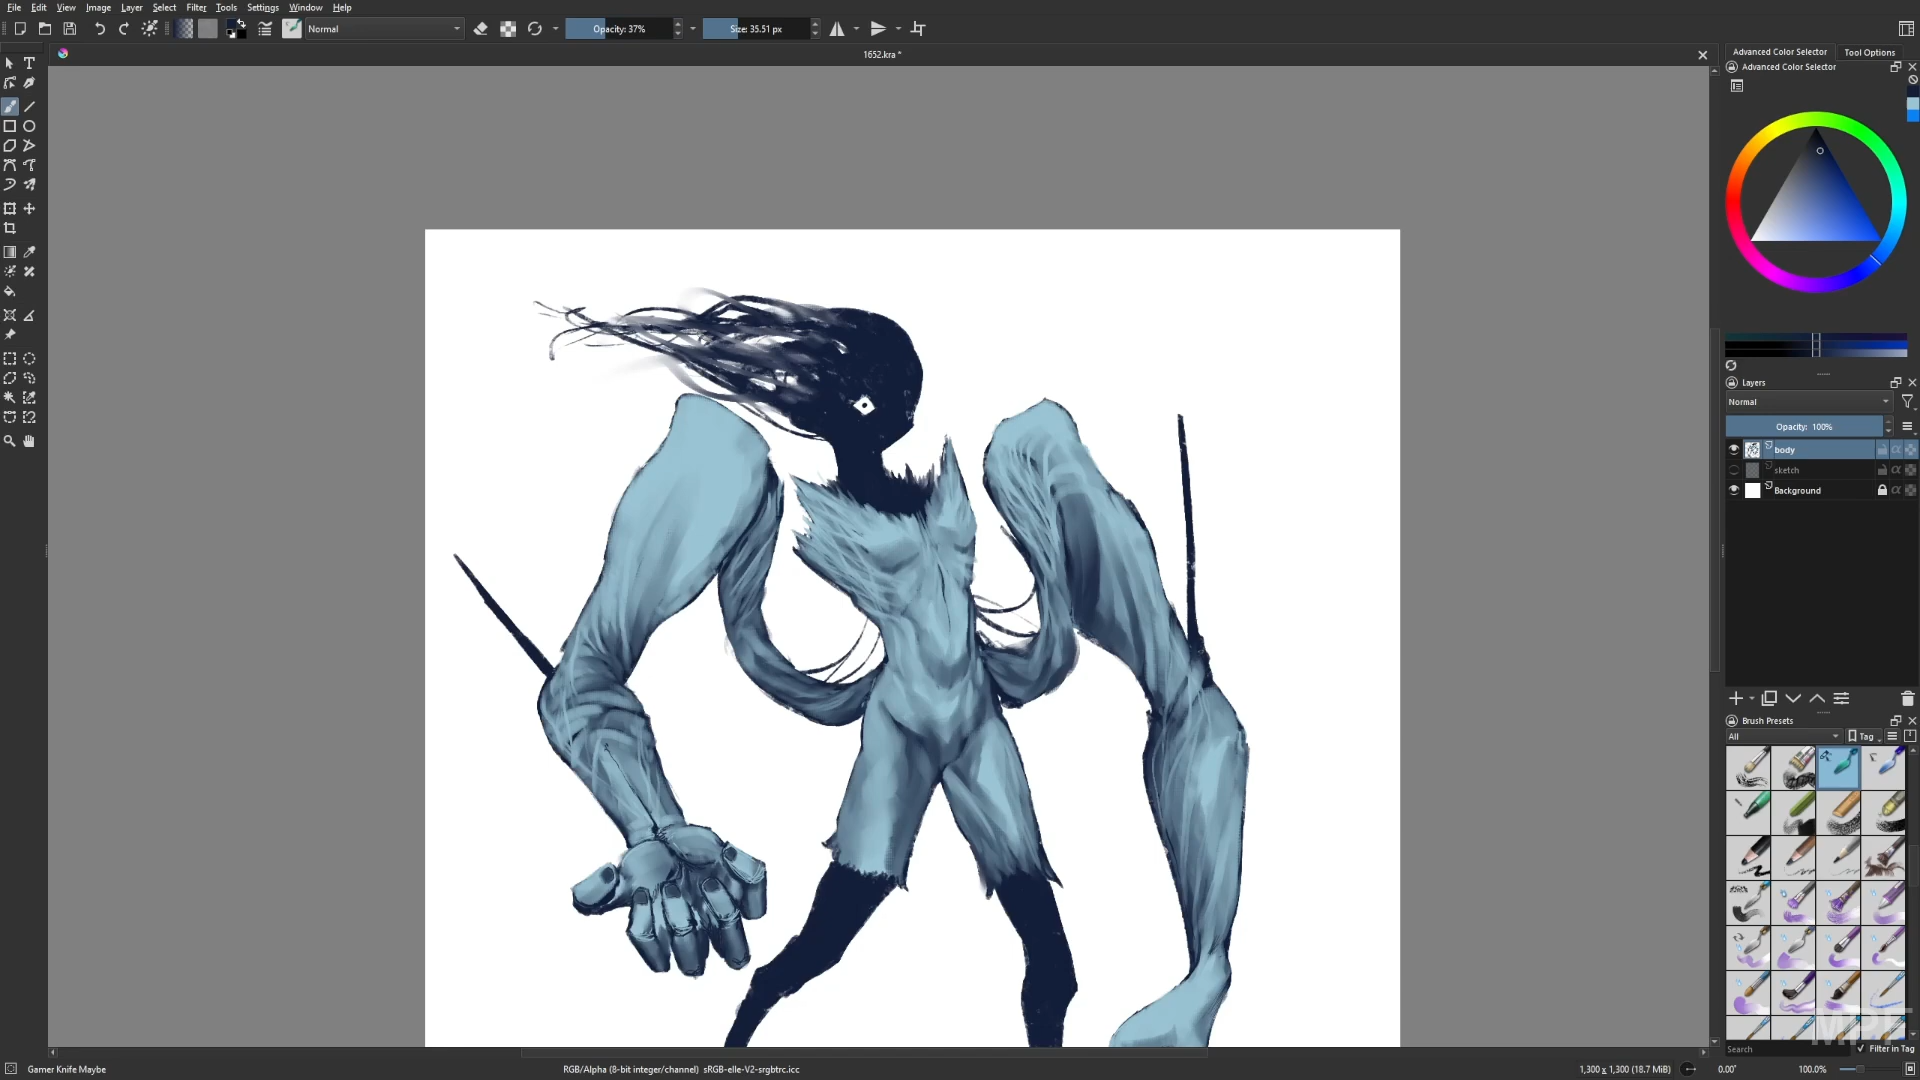 File Edit View Image Layer Select Filter Tools Settings Window Help
Normal
Opacity: 37%
Size: 35.51 px
1652.kra *
Advanced Color Selector
Tool Options
Advanced Color Selector
Layers
Normal
Opacity: 100%
body
sketch
Background
Brush Presets
All
Tag
Search
Filter in Tag
Gamer Knife Maybe
RGB/Alpha (8-bit integer/channel) sRGB-elle-V2-srgbtrc.icc
1,300 x 1,300 (18.7 MiB)
0.00°
100.0%